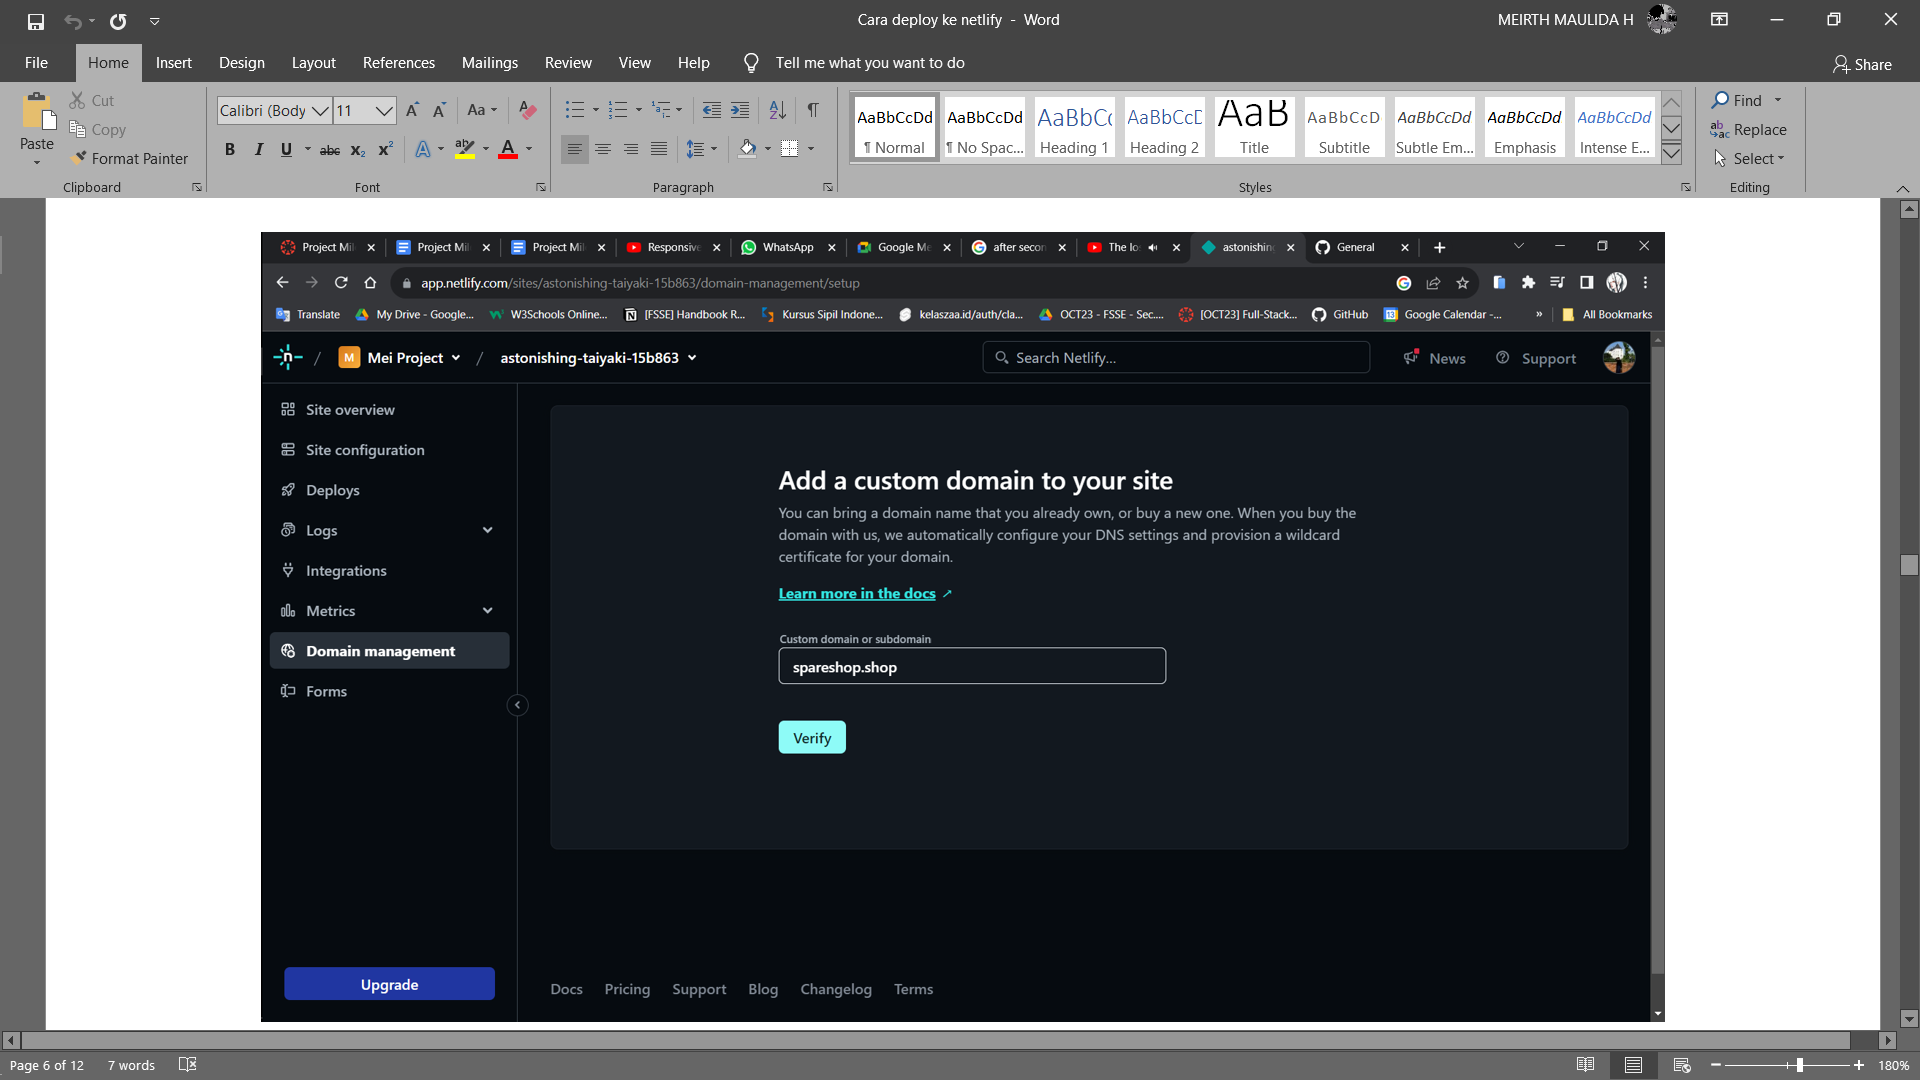 Cara deploy ke netlify - Word
MEIRTH MAULIDA H
File Home Insert Design Layout References Mailings Review View Help Tell me what you want to do Share
Paste
Cut
Copy
Format Painter
Clipboard
Calibri (Body 11
Aa
B I U abc x₂ x² A ab A
Font
Paragraph
AaBbCcDd AaBbCcDd AaBbCc AaBbCcD AaB AaBbCcD AaBbCcDd AaBbCcDd AaBbCcDd
¶ Normal ¶ No Spac... Heading 1 Heading 2 Title Subtitle Subtle Em... Emphasis Intense E...
Styles
Find
Replace
Select
Editing
Project Mil Project Mil Project Mil Responsive WhatsApp Google Me after secon The lo astonishing General
app.netlify.com/sites/astonishing-taiyaki-15b863/domain-management/setup
Translate My Drive - Google... W3Schools Online... [FSSE] Handbook R... Kursus Sipil Indone... kelaszaa.id/auth/cla... OCT23 - FSSE - Sec.... [OCT23] Full-Stack... GitHub Google Calendar -... » All Bookmarks
/ M Mei Project / astonishing-taiyaki-15b863
Search Netlify...
News Support
Site overview
Site configuration
Deploys
Logs
Integrations
Metrics
Domain management
Forms
Upgrade
Add a custom domain to your site
You can bring a domain name that you already own, or buy a new one. When you buy the
domain with us, we automatically configure your DNS settings and provision a wildcard
certificate for your domain.
Learn more in the docs
Custom domain or subdomain
spareshop.shop
Verify
Docs Pricing Support Blog Changelog Terms
Page 6 of 12 7 words
180%